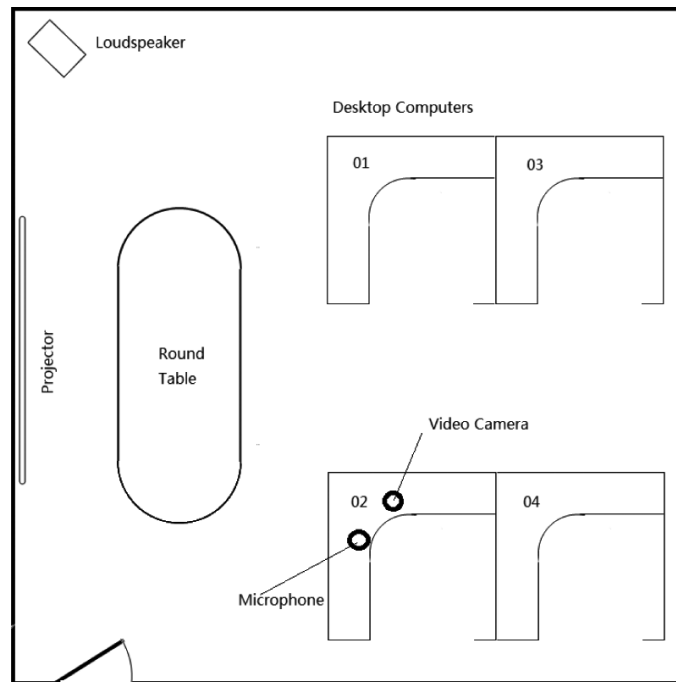 Loudspeaker
Desktop Computers
01
03
Projector
Round
Table
Video Camera
02
04
Microphone